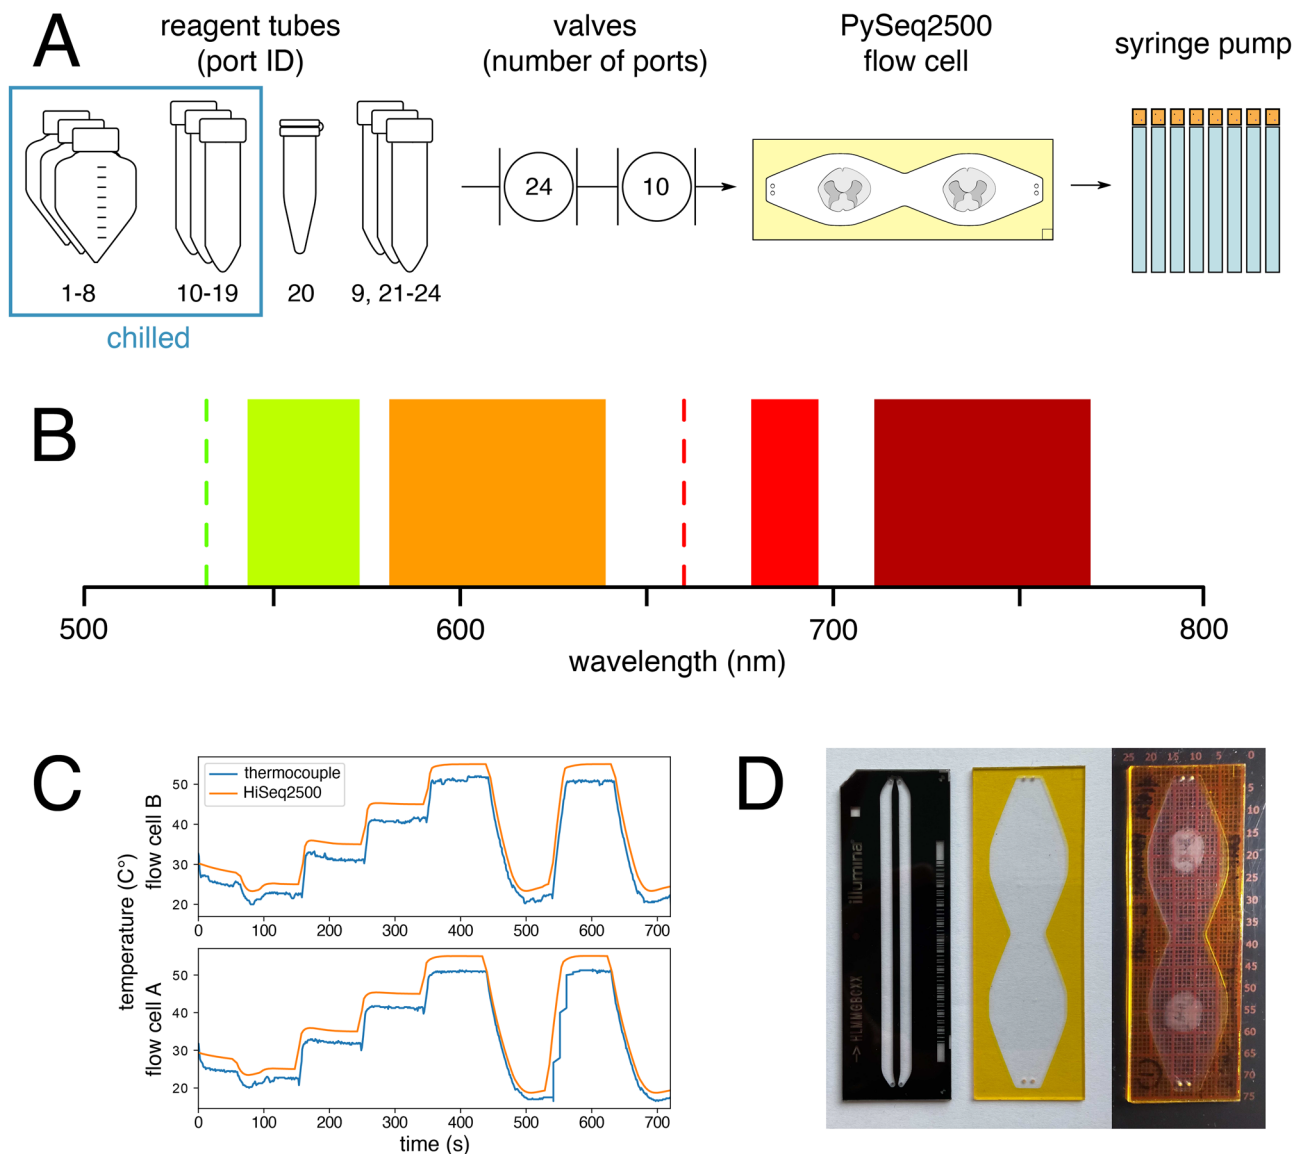 A
reagent tubes
(port ID)
valves
(number of ports)
PySeq2500
flow cell
syringe pump
24
10
1-8
10-19
20
9, 21-24
chilled
B
500
600
700
800
wavelength (nm)
C
temperature (C°)
flow cell B
50
40
30
20
thermocouple
HiSeq2500
0 100 200 300 400 500 600 700
flow cell A
50
40
30
20
0 100 200 300 400 500 600 700
time (s)
D
illumina
-> HLMMGBCXX
25 20 15 10 5 0
5
10
15
20
25
30
35
40
45
50
55
60
65
70
75